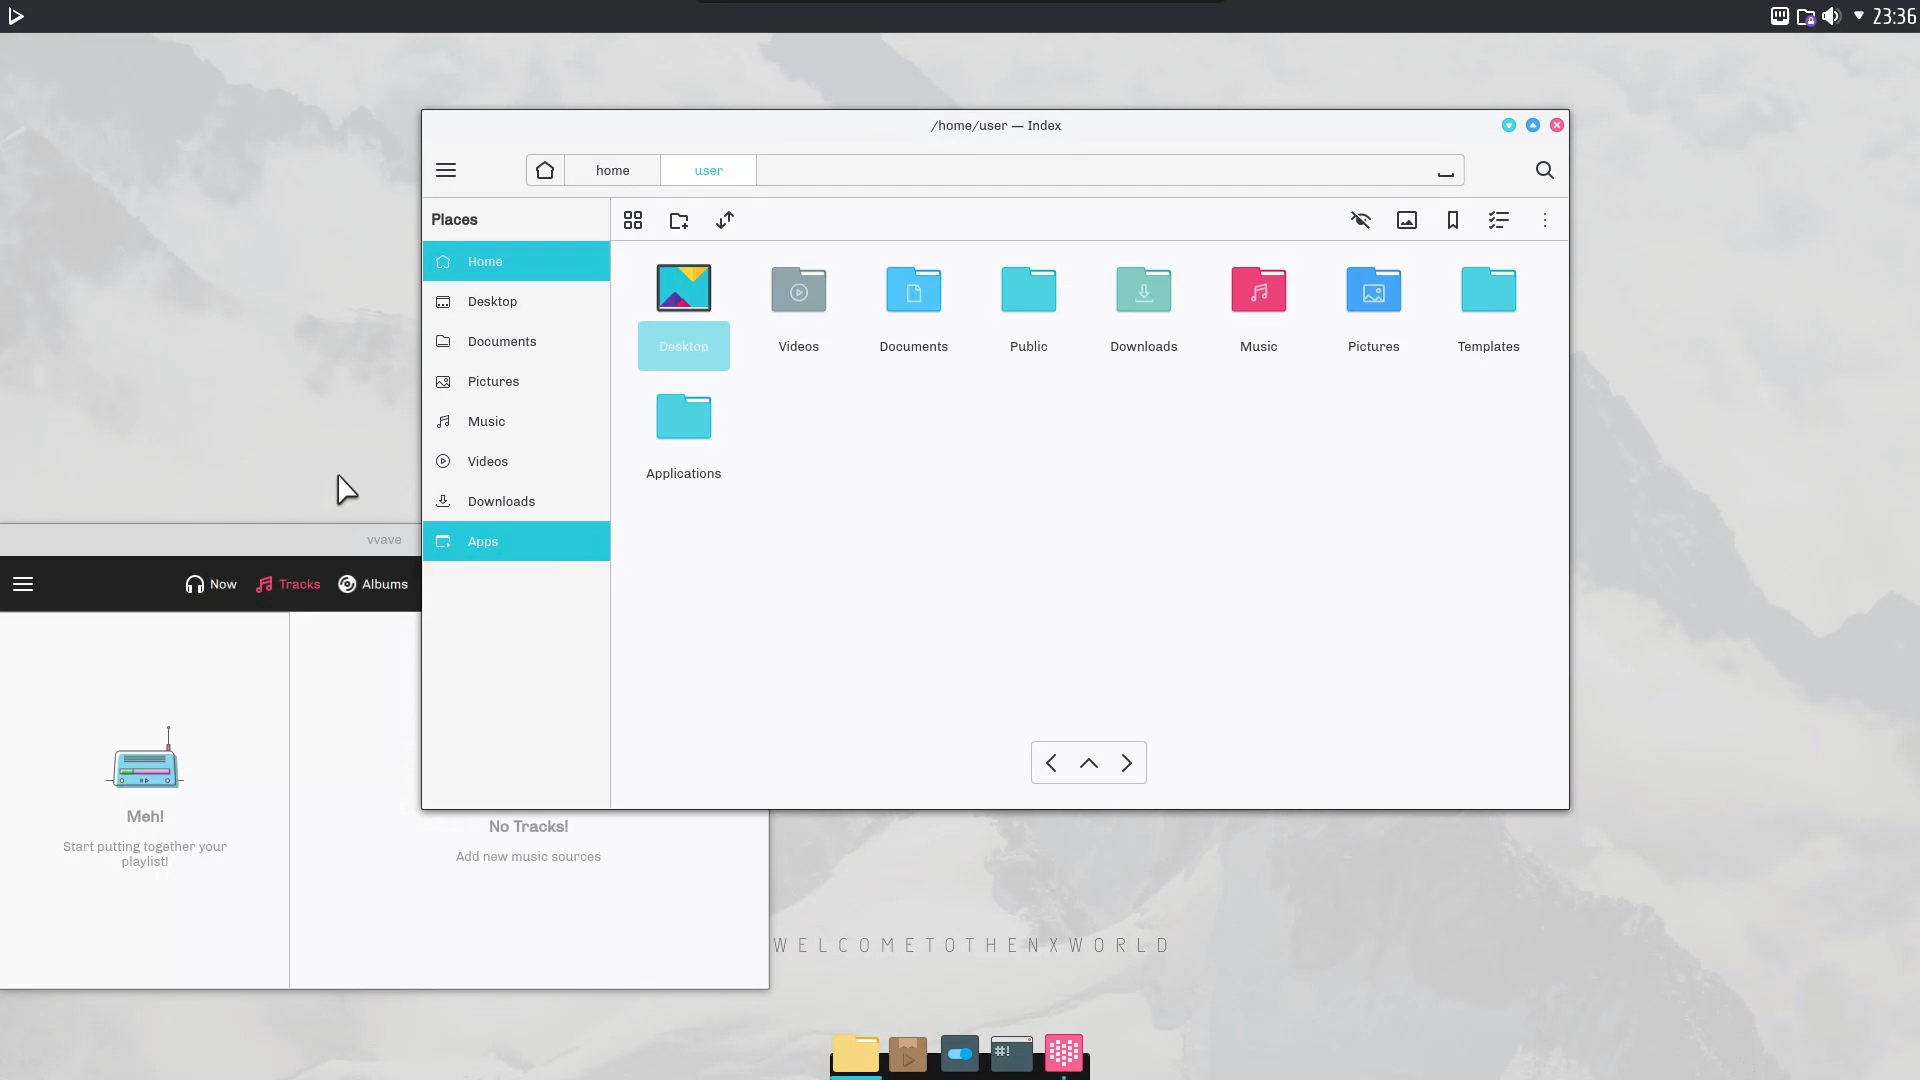 23:36
/home/user — Index
home
user
Places
Home
Desktop
Documents
Pictures
Music
Videos
Downloads
Apps
Desktop
Videos
Documents
Public
Downloads
Music
Pictures
Templates
Applications
vvave
Now
Tracks
Albums
Meh!
Start putting together your
playlist!
No Tracks!
Add new music sources
WELCOMETOTHENXWORLD
#!